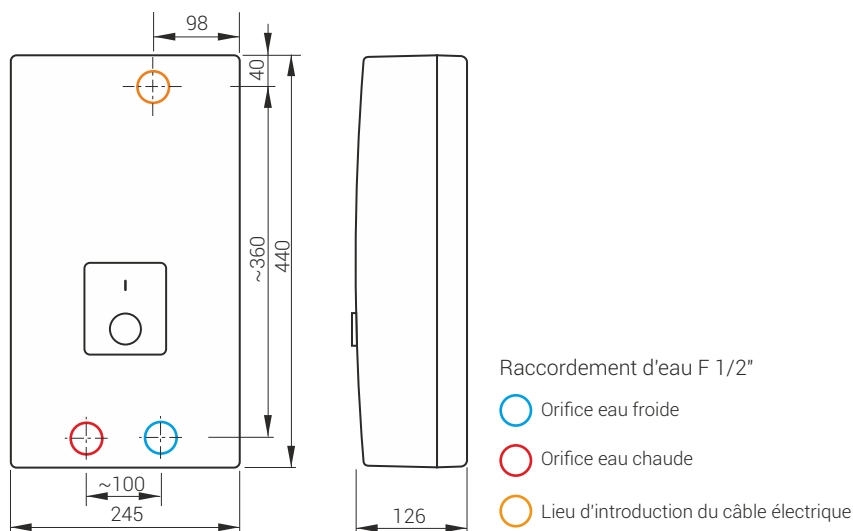 98
40
~360
440
I
~100
245
126
Raccordement d'eau F 1/2"
Orifice eau froide
Orifice eau chaude
Lieu d'introduction du câble électrique